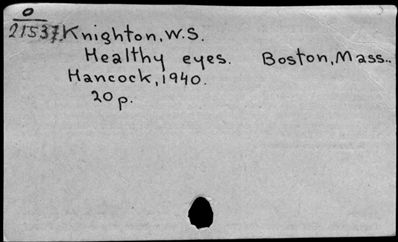 O
21537 Knighton, W.S.
Healthy eyes. Boston, Mass.,
Hancock, 1940.
20 p.